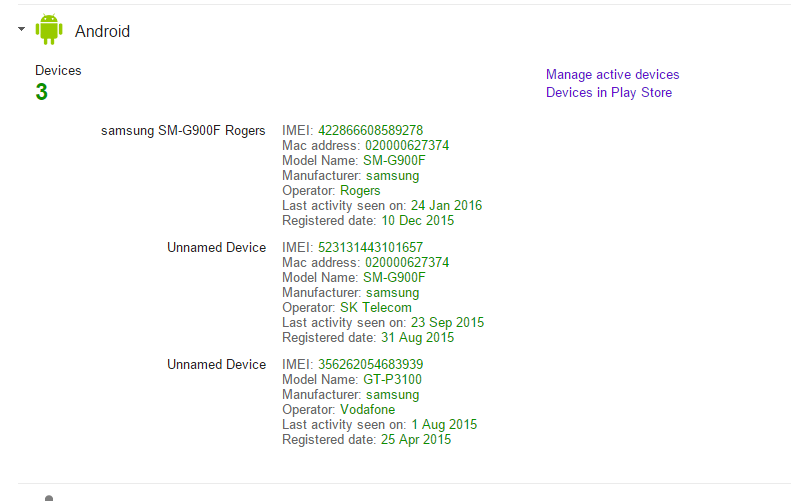 Android
Devices
3
Manage active devices
Devices in Play Store
samsung SM-G900F Rogers
IMEI: 422866608589278
Mac address: 020000627374
Model Name: SM-G900F
Manufacturer: samsung
Operator: Rogers
Last activity seen on: 24 Jan 2016
Registered date: 10 Dec 2015
Unnamed Device
IMEI: 523131443101657
Mac address: 020000627374
Model Name: SM-G900F
Manufacturer: samsung
Operator: SK Telecom
Last activity seen on: 23 Sep 2015
Registered date: 31 Aug 2015
Unnamed Device
IMEI: 356262054683939
Model Name: GT-P3100
Manufacturer: samsung
Operator: Vodafone
Last activity seen on: 1 Aug 2015
Registered date: 25 Apr 2015